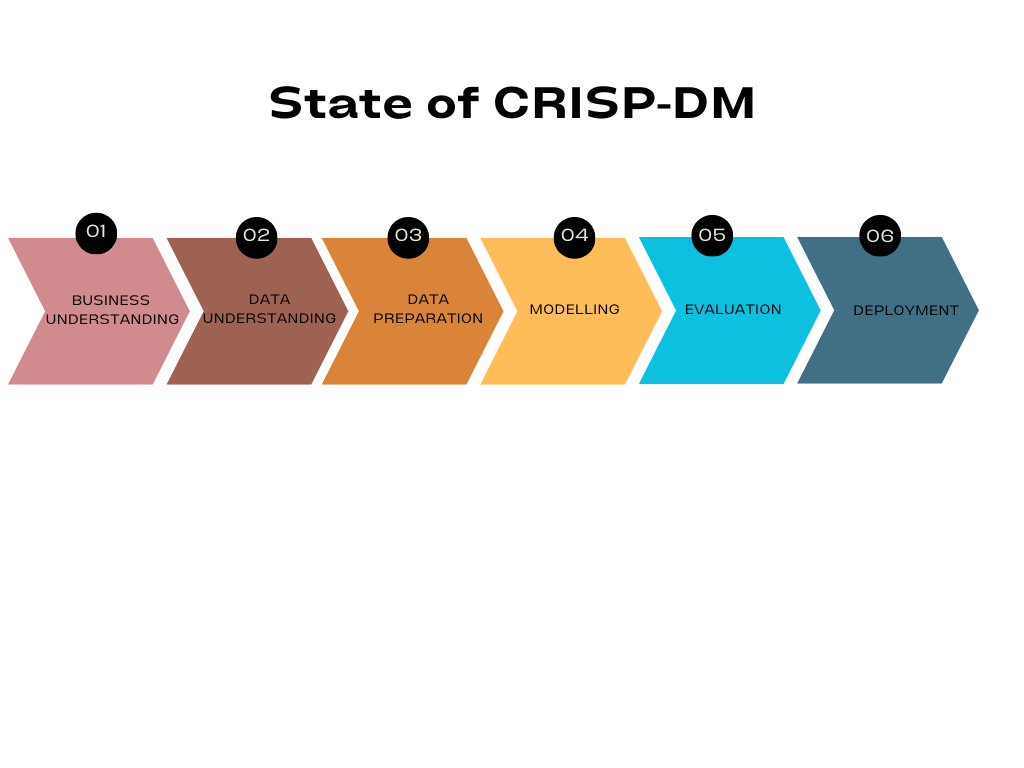 State of CRISP-DM
01
BUSINESS
UNDERSTANDING
02
DATA
UNDERSTANDING
03
DATA
PREPARATION
04
MODELLING
05
EVALUATION
06
DEPLOYMENT